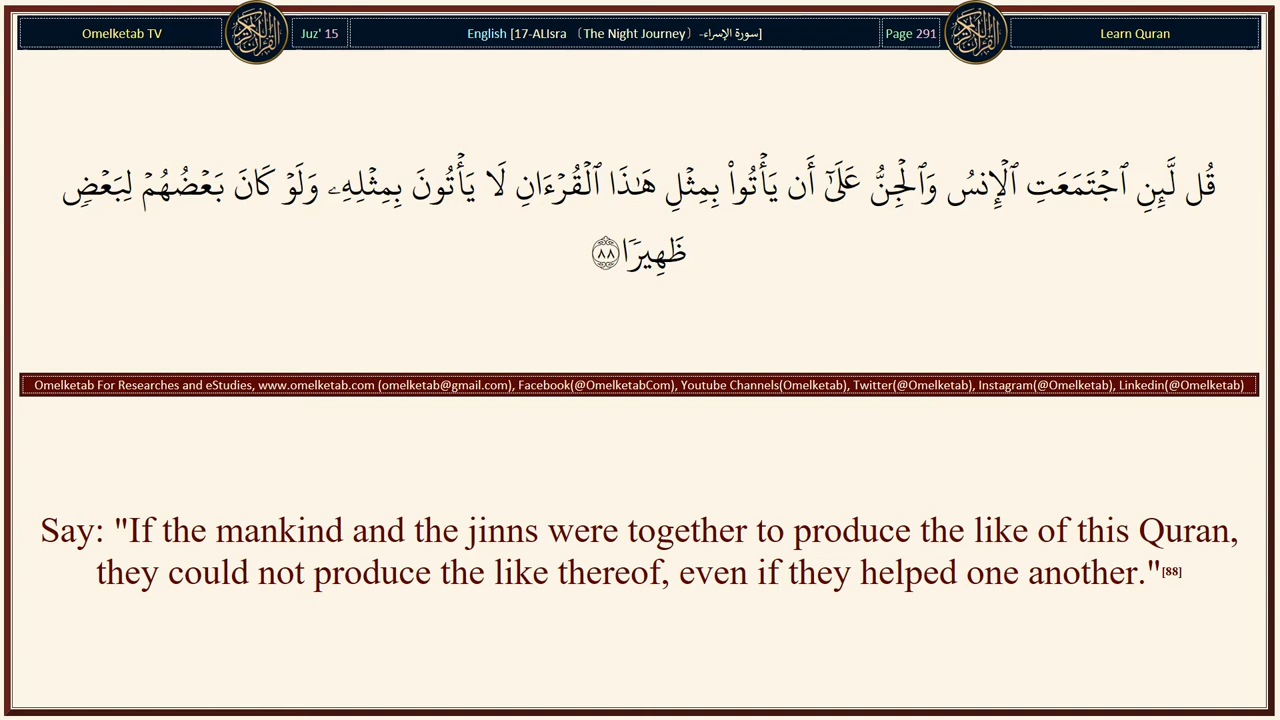 Omelketab TV
Juz' 15
English [17-ALIsra （The Night Journey） -سورة الإسراء]
Page 291
Learn Quran
قُل لَّئِنِ ٱجۡتَمَعَتِ ٱلۡإِنسُ وَٱلۡجِنُّ عَلَىٰٓ أَن يَأۡتُواْ بِمِثۡلِ هَٰذَا ٱلۡقُرۡءَانِ لَا يَأۡتُونَ بِمِثۡلِهِۦ وَلَوۡ كَانَ بَعۡضُهُمۡ لِبَعۡضٖ
ظَهِيرٗا ٨٨
Omelketab For Researches and eStudies, www.omelketab.com (omelketab@gmail.com), Facebook(@OmelketabCom), Youtube Channels(Omelketab), Twitter(@Omelketab), Instagram(@Omelketab), Linkedin(@Omelketab)
Say: "If the mankind and the jinns were together to produce the like of this Quran,
they could not produce the like thereof, even if they helped one another."[88]